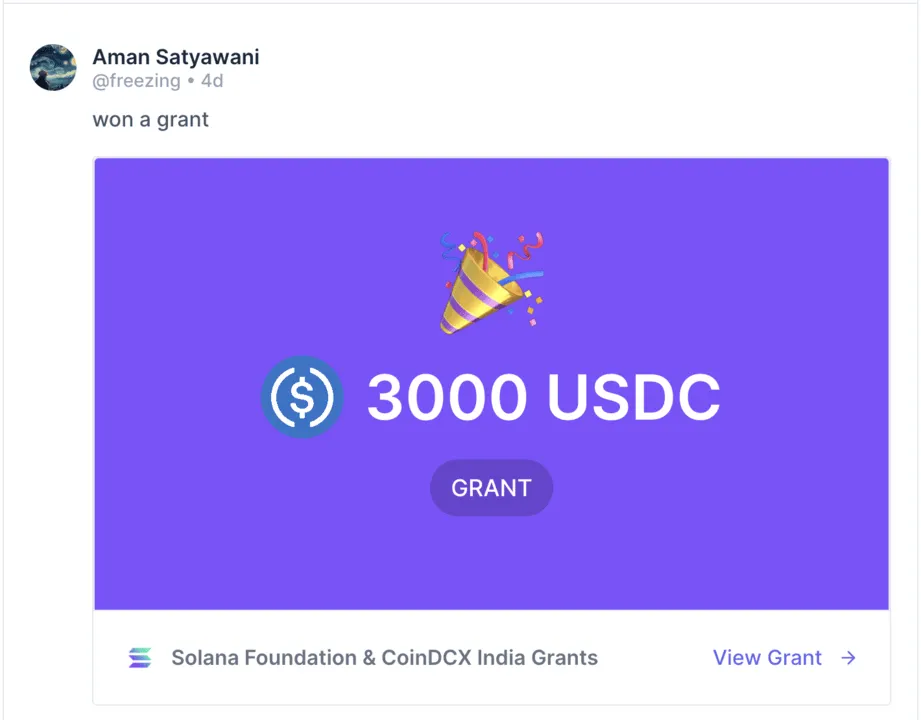 Aman Satyawani
@freezing • 4d
won a grant
$ 3000 USDC
GRANT
Solana Foundation & CoinDCX India Grants
View Grant →